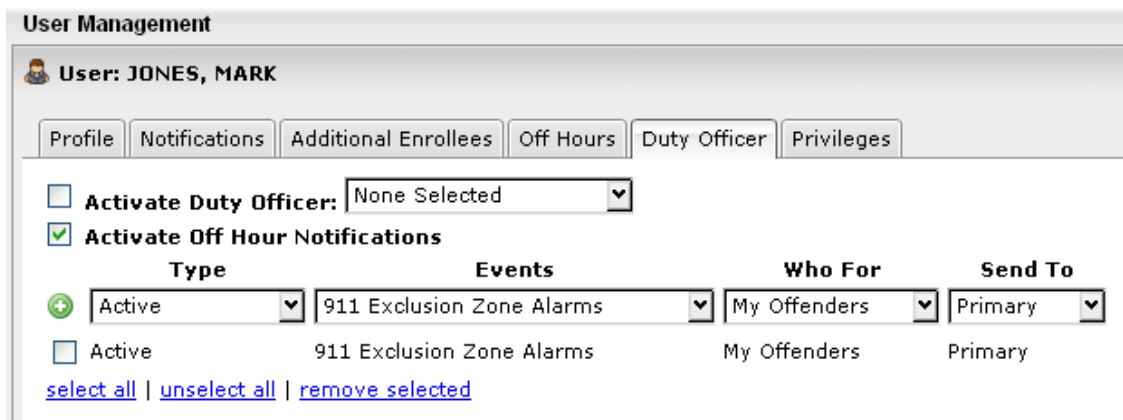 User Management
User: JONES, MARK
Profile Notifications Additional Enrollees Off Hours Duty Officer Privileges
Activate Duty Officer: None Selected
Activate Off Hour Notifications
Type Events Who For Send To
Active 911 Exclusion Zone Alarms My Offenders Primary
Active 911 Exclusion Zone Alarms My Offenders Primary
select all | unselect all | remove selected